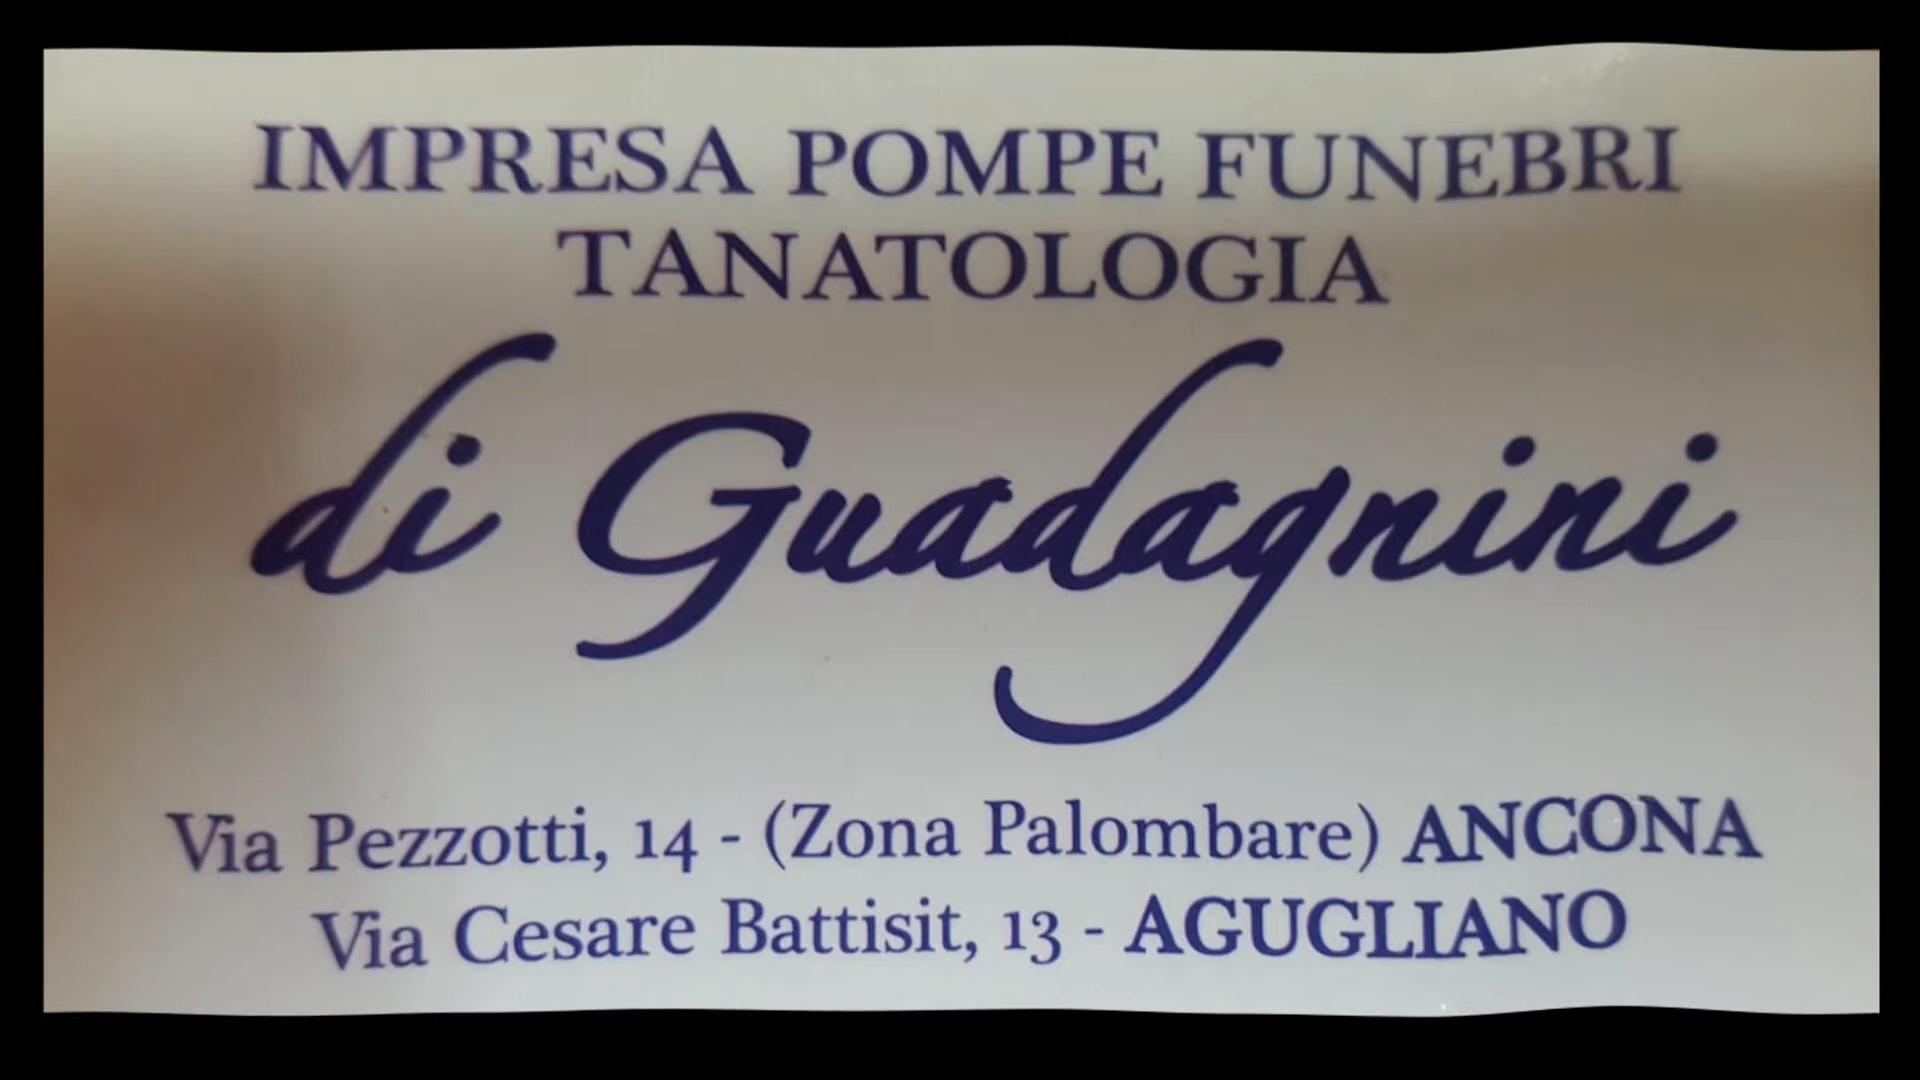 IMPRESA POMPE FUNEBRI
TANATOLOGIA
di Guadagnini
Via Pezzotti, 14 - (Zona Palombare) ANCONA
Via Cesare Battisit, 13 - AGUGLIANO